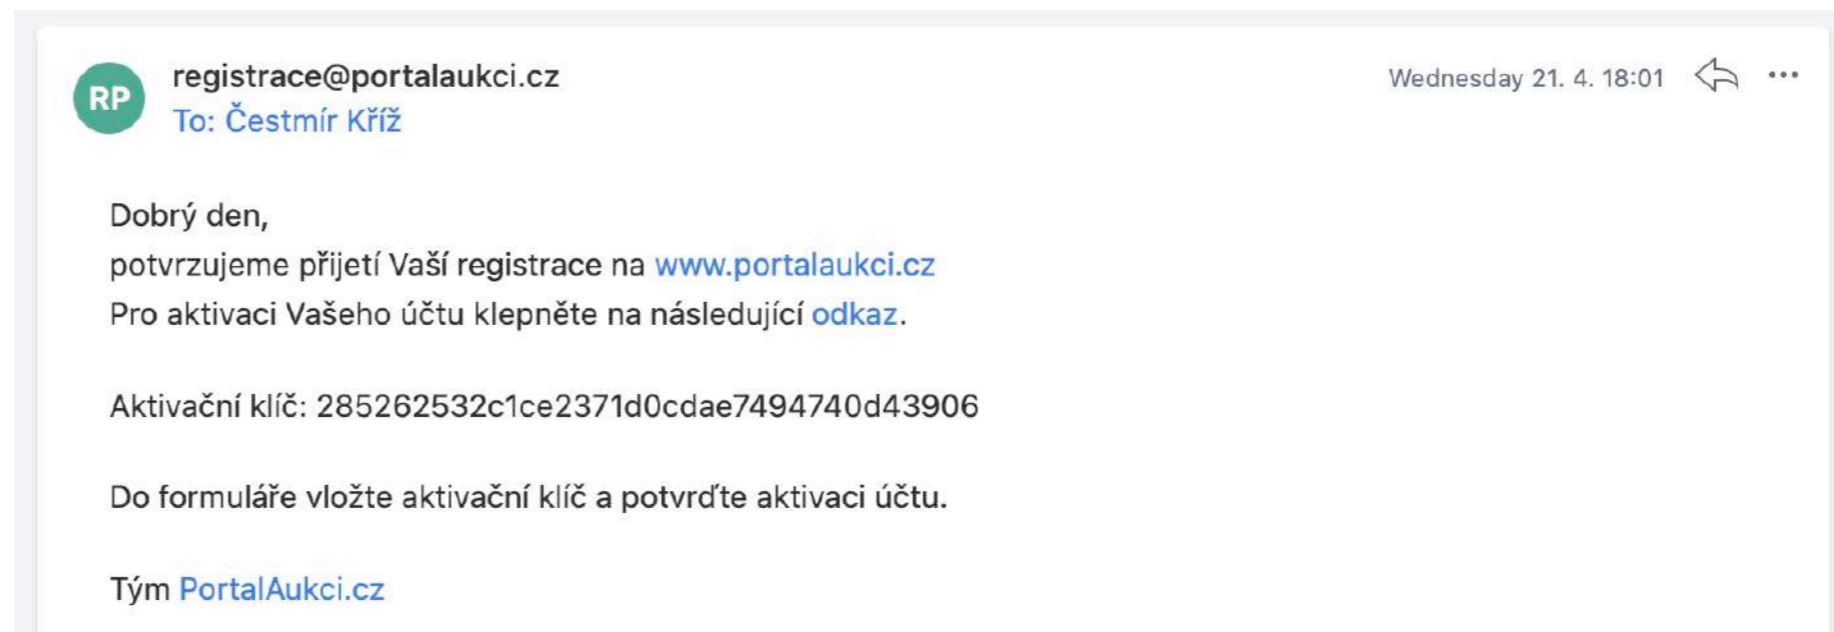 RP
registrace@portalaukci.cz
Wednesday 21. 4. 18:01
To: Čestmír Kříž
Dobrý den,
potvrzujeme přijetí Vaší registrace na www.portalaukci.cz
Pro aktivaci Vašeho účtu klepněte na následující odkaz.
Aktivační klíč: 285262532c1ce2371d0cdae7494740d43906
Do formuláře vložte aktivační klíč a potvrďte aktivaci účtu.
Tým PortalAukci.cz